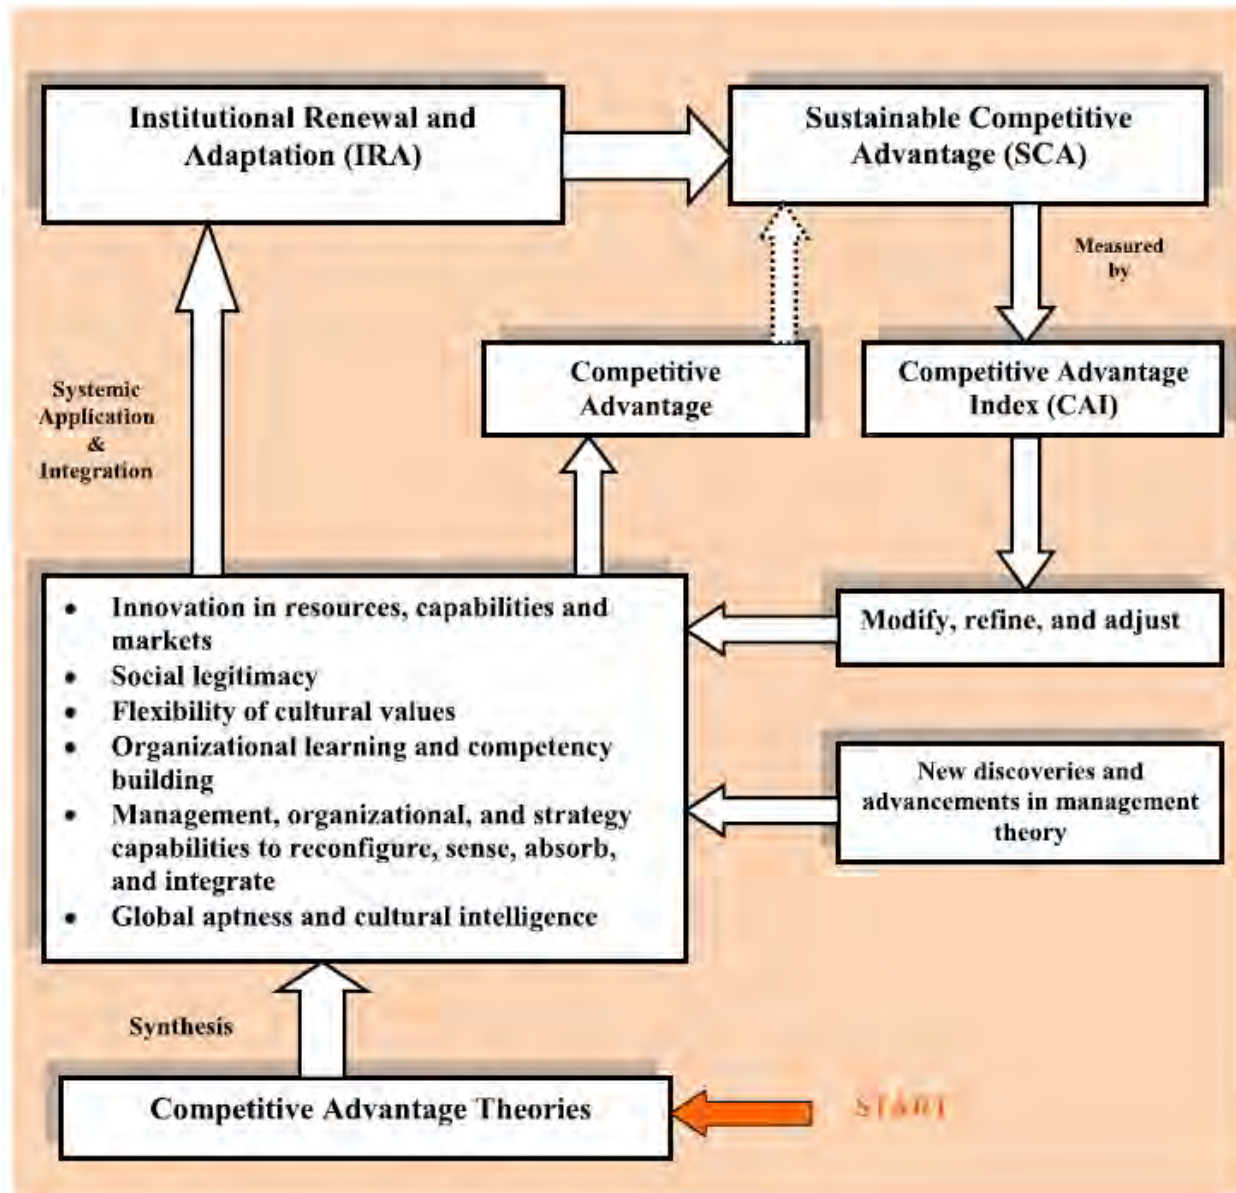 Institutional Renewal and
Adaptation (IRA)
Sustainable Competitive
Advantage (SCA)
Measured
by
Competitive
Advantage
Competitive Advantage
Index (CAI)
Systemic
Application
&
Integration
• Innovation in resources, capabilities and
markets
• Social legitimacy
• Flexibility of cultural values
• Organizational learning and competency
building
• Management, organizational, and strategy
capabilities to reconfigure, sense, absorb,
and integrate
• Global aptness and cultural intelligence
Modify, refine, and adjust
New discoveries and
advancements in management
theory
Synthesis
Competitive Advantage Theories
START